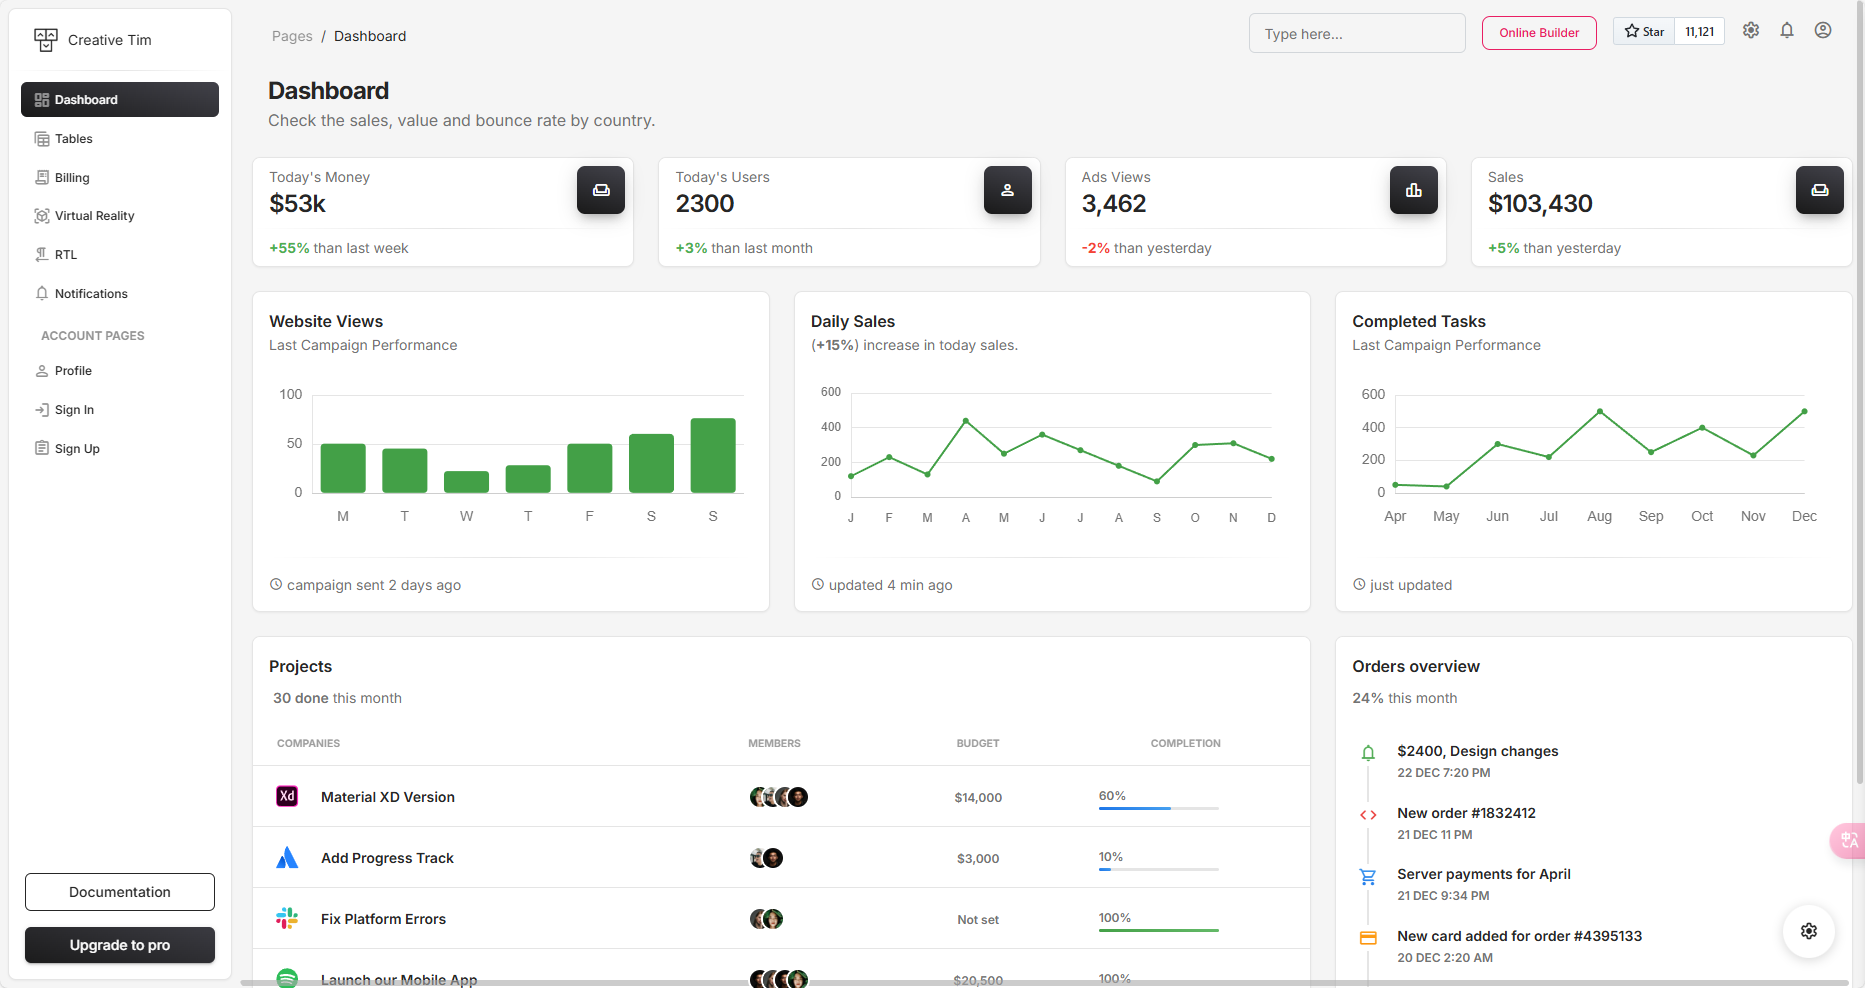 Creative Tim
Dashboard
Tables
Billing
Virtual Reality
RTL
Notifications
ACCOUNT PAGES
Profile
Sign In
Sign Up
Documentation
Upgrade to pro
Pages / Dashboard
Type here...
Online Builder
Star 11,121
Dashboard
Check the sales, value and bounce rate by country.
Today's Money
$53k
+55% than last week
Today's Users
2300
+3% than last month
Ads Views
3,462
-2% than yesterday
Sales
$103,430
+5% than yesterday
Website Views
Last Campaign Performance
100
50
0
M T W T F S S
campaign sent 2 days ago
Daily Sales
(+15%) increase in today sales.
600
400
200
0
J F M A M J J A S O N D
updated 4 min ago
Completed Tasks
Last Campaign Performance
600
400
200
0
Apr May Jun Jul Aug Sep Oct Nov Dec
just updated
Projects
30 done this month
COMPANIES MEMBERS BUDGET COMPLETION
Xd Material XD Version $14,000 60%
Add Progress Track $3,000 10%
Fix Platform Errors Not set 100%
Launch our Mobile App $20,500 100%
Orders overview
24% this month
$2400, Design changes
22 DEC 7:20 PM
New order #1832412
21 DEC 11 PM
Server payments for April
21 DEC 9:34 PM
New card added for order #4395133
20 DEC 2:20 AM